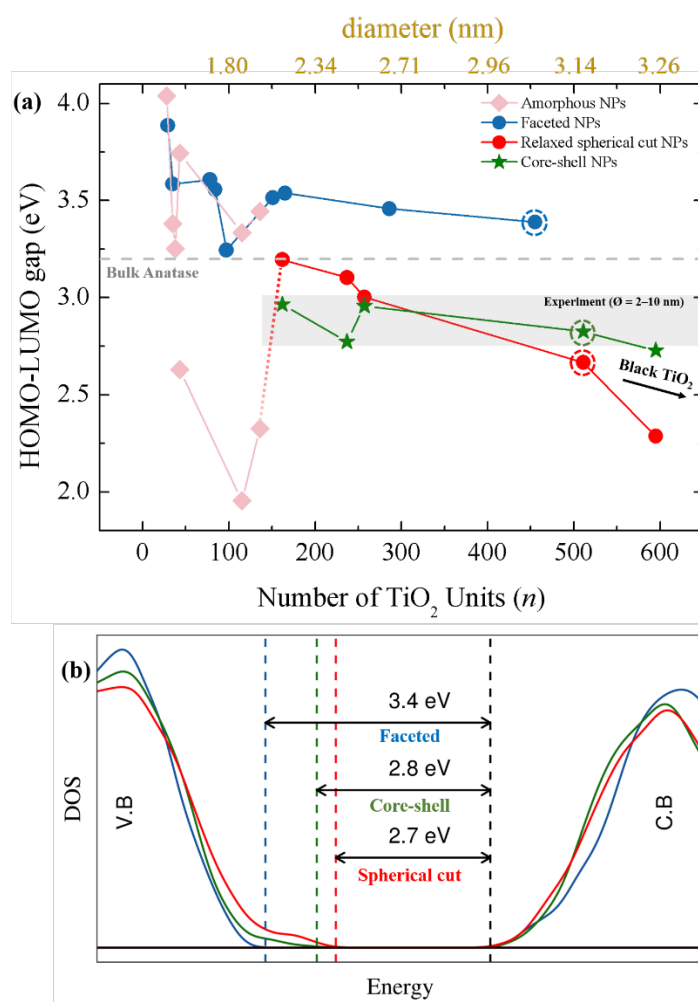 diameter (nm)
1.80 2.34 2.71 2.96 3.14 3.26
(a)
Amorphous NPs
Faceted NPs
Relaxed spherical cut NPs
Core-shell NPs
4.0
3.5
3.0
2.5
2.0
HOMO-LUMO gap (eV)
Bulk Anatase
Experiment (Ø = 2–10 nm)
Black TiO₂
0 100 200 300 400 500 600
Number of TiO₂ Units (n)
(b)
3.4 eV
Faceted
2.8 eV
Core-shell
2.7 eV
Spherical cut
V.B
C.B
DOS
Energy